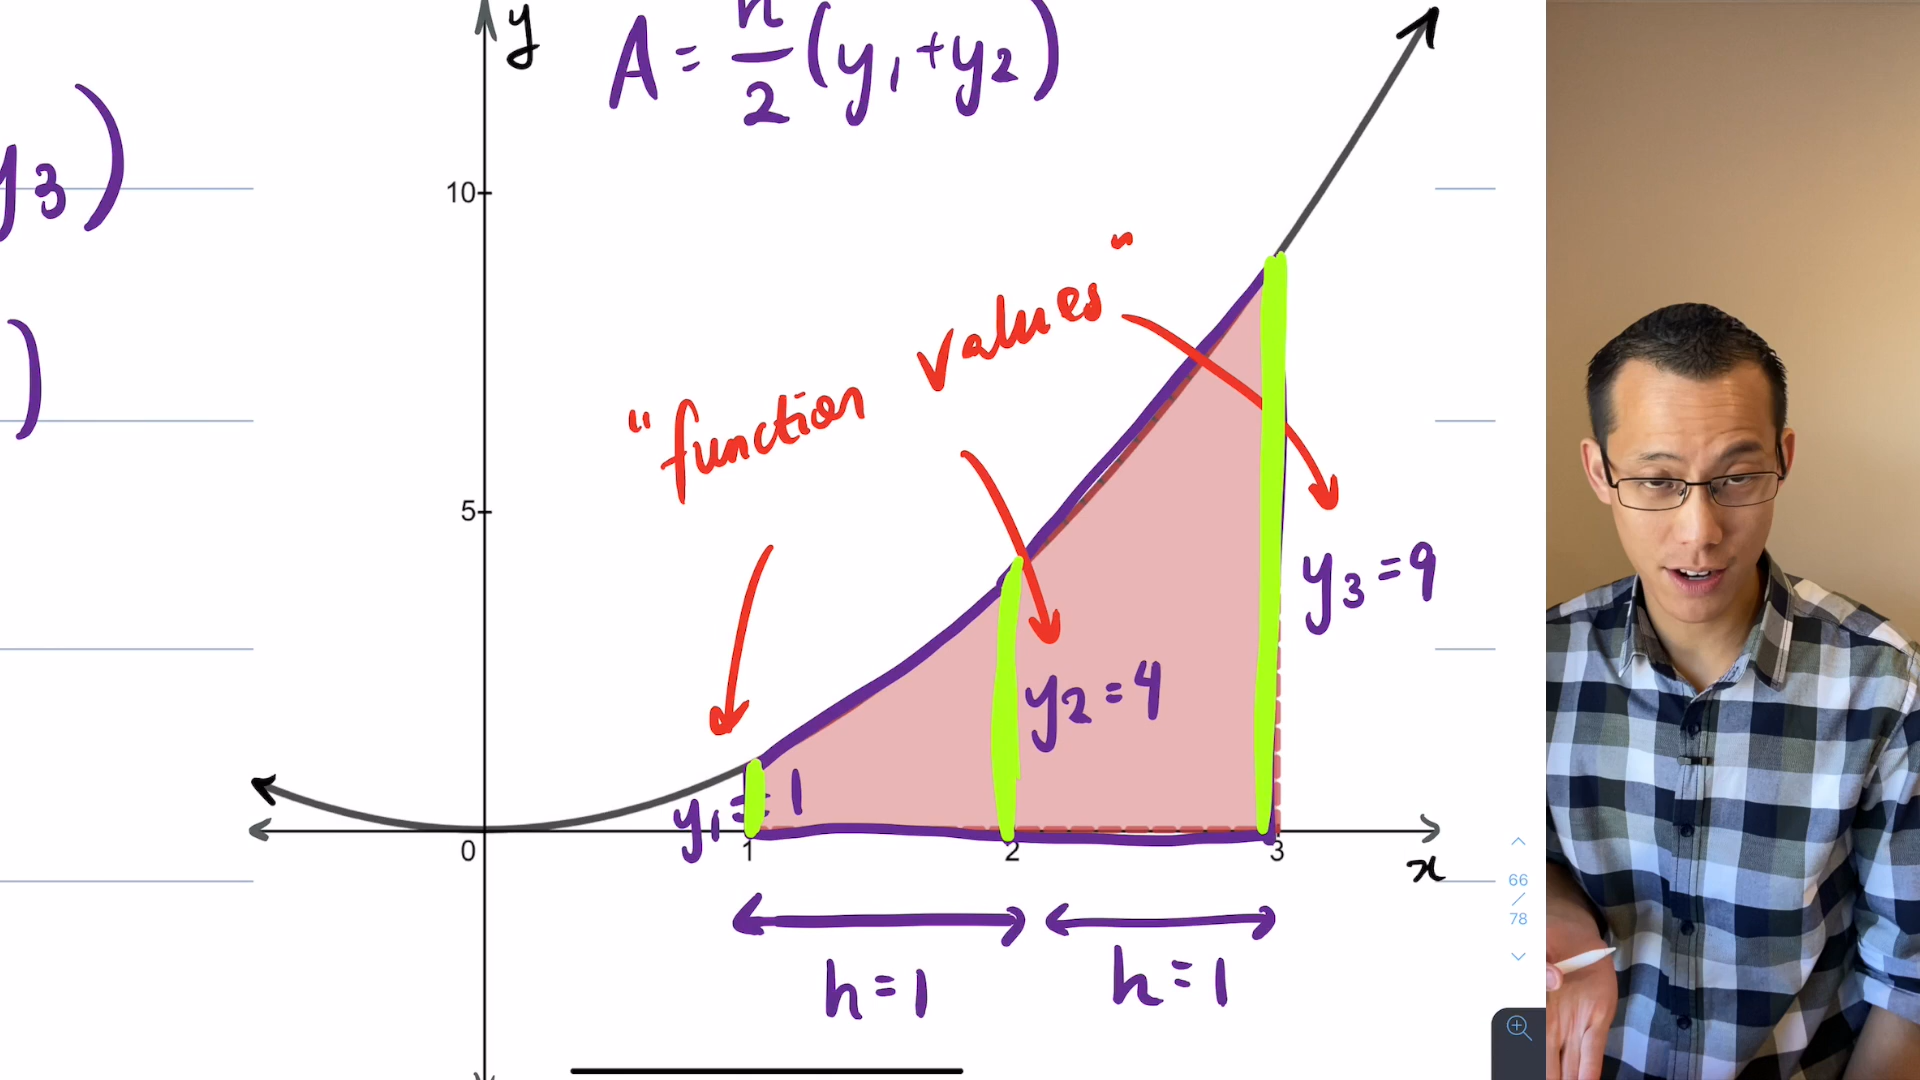 y
A = h/2 (y1 + y2)
y3)
)
10
"function values"
5
y3 = 9
y2 = 4
y1 = 1
0
1
2
3
x
h = 1
h = 1
66
/
78